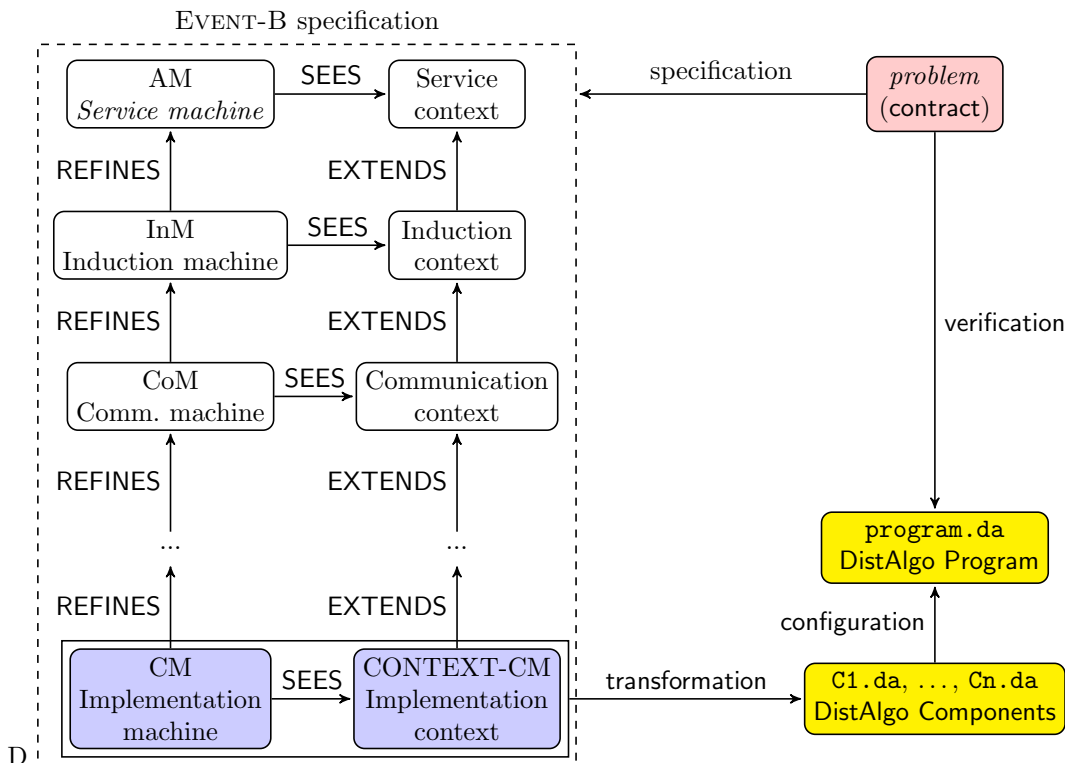 EVENT-B specification
AM
Service machine
SEES
Service
context
specification
problem
(contract)
REFINES
EXTENDS
InM
Induction machine
SEES
Induction
context
REFINES
EXTENDS
verification
CoM
Comm. machine
SEES
Communication
context
REFINES
EXTENDS
...
...
program.da
DistAlgo Program
REFINES
EXTENDS
configuration
CM
Implementation
machine
SEES
CONTEXT-CM
Implementation
context
transformation
C1.da, ..., Cn.da
DistAlgo Components
D